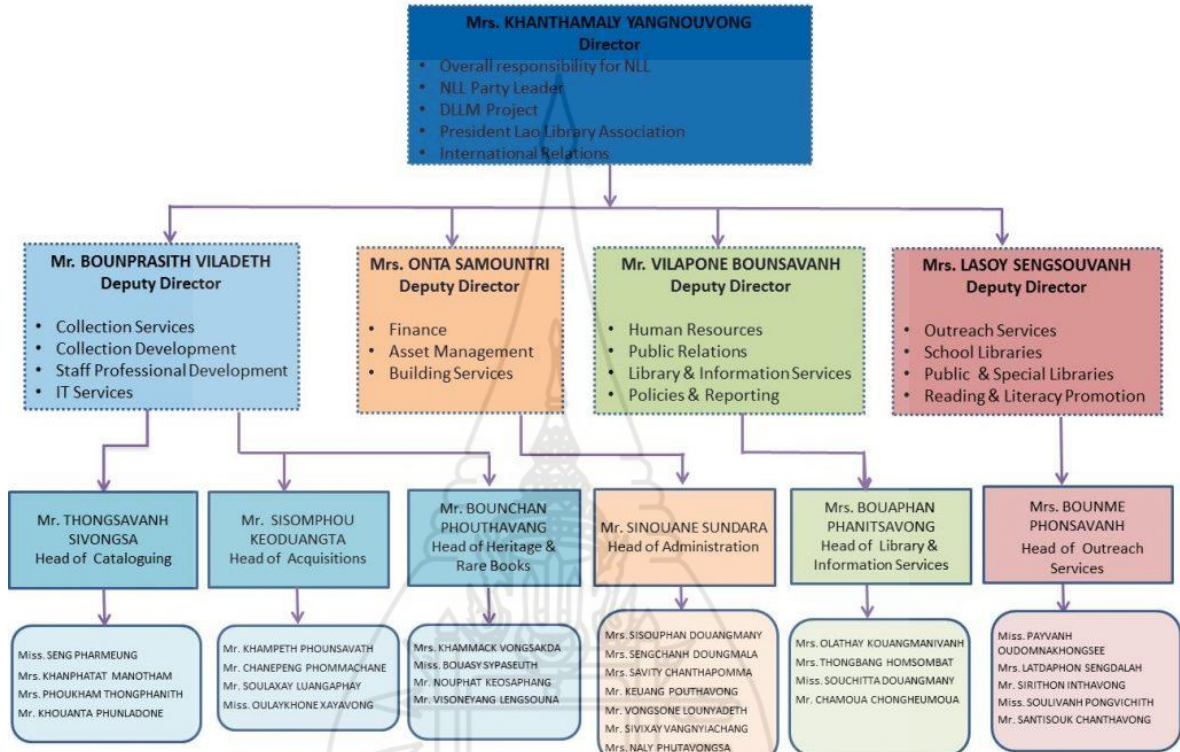 Mrs. KHANTHAMALY YANGNOUVONG
Director
• Overall responsibility for NLL
• NLL Party Leader
• DLLM Project
• President Lao Library Association
• International Relations
Mr. BOUNPRASITH VILADETH
Deputy Director
• Collection Services
• Collection Development
• Staff Professional Development
• IT Services
Mrs. ONTA SAMOUNTRI
Deputy Director
• Finance
• Asset Management
• Building Services
Mr. VILAPONE BOUNSAVANH
Deputy Director
• Human Resources
• Public Relations
• Library & Information Services
• Policies & Reporting
Mrs. LASOY SENGSOUVANH
Deputy Director
• Outreach Services
• School Libraries
• Public & Special Libraries
• Reading & Literacy Promotion
Mr. THONGSAVANH
SIVONGSA
Head of Cataloguing
Mr. SISOMPHOU
KEODUANGTA
Head of Acquisitions
Mr. BOUNCHAN
PHOUTHAVANG
Head of Heritage &
Rare Books
Mr. SINOUANE SUNDARA
Head of Administration
Mrs. BOUAPHAN
PHANITSAVONG
Head of Library &
Information Services
Mrs. BOUNME
PHONSAVANH
Head of Outreach
Services
Miss. SENG PHARMEUNG
Mrs. KHANPHATAT MANOTHAM
Mrs. PHOUKHAM THONGPHANITH
Mr. KHOUANTA PHUNLADONE
Mr. KHAMPETH PHOUNSAVATH
Mr. CHANEPENG PHOMMACHANE
Mr. SOULAXAY LUANGAPHAY
Miss. OULAYKHONE XAYAVONG
Mrs. KHAMMACK VONGSAKDA
Miss. BOUASY SYPASEUTH
Mr. NOUPHAT KEOSAPHANG
Mr. VISONEYANG LENGSOUNA
Mrs. SISOUPHAN DOUANGMANY
Mrs. SENGCHANH DOUNGMALA
Mrs. SAVITY CHANTHAPOMMA
Mr. KEUANG POUTHAVONG
Mr. VONGSONE LOUNYADETH
Mr. SIVIXAY VANGNYIACHANG
Mrs. NALY PHUTAVONGSA
Mrs. OLATHAY KOUANGMANIVANH
Mrs. THONGBANG HOMSOMBAT
Miss. SOUCHITTA DOUANGMANY
Mr. CHAMOUA CHONGHEUMOUA
Miss. PAYVANH
OUDOMNAKHONGSEE
Mrs. LATDAPHON SENGDALAH
Mr. SIRITHON INTHAVONG
Miss. SOULIVANH PONGVICHITH
Mr. SANTISOUK CHANTHAVONG